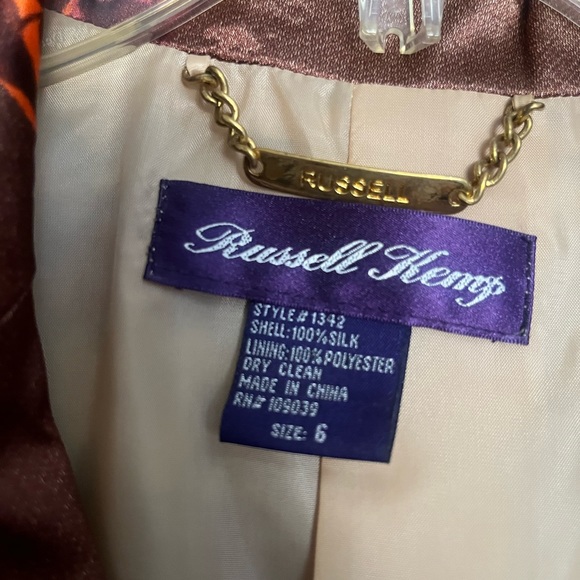 RUSSELL
Russell Kemp
STYLE# 1342
SHELL:100% SILK
LINING:100% POLYESTER
DRY CLEAN
MADE IN CHINA
RN# 109039
SIZE: 6